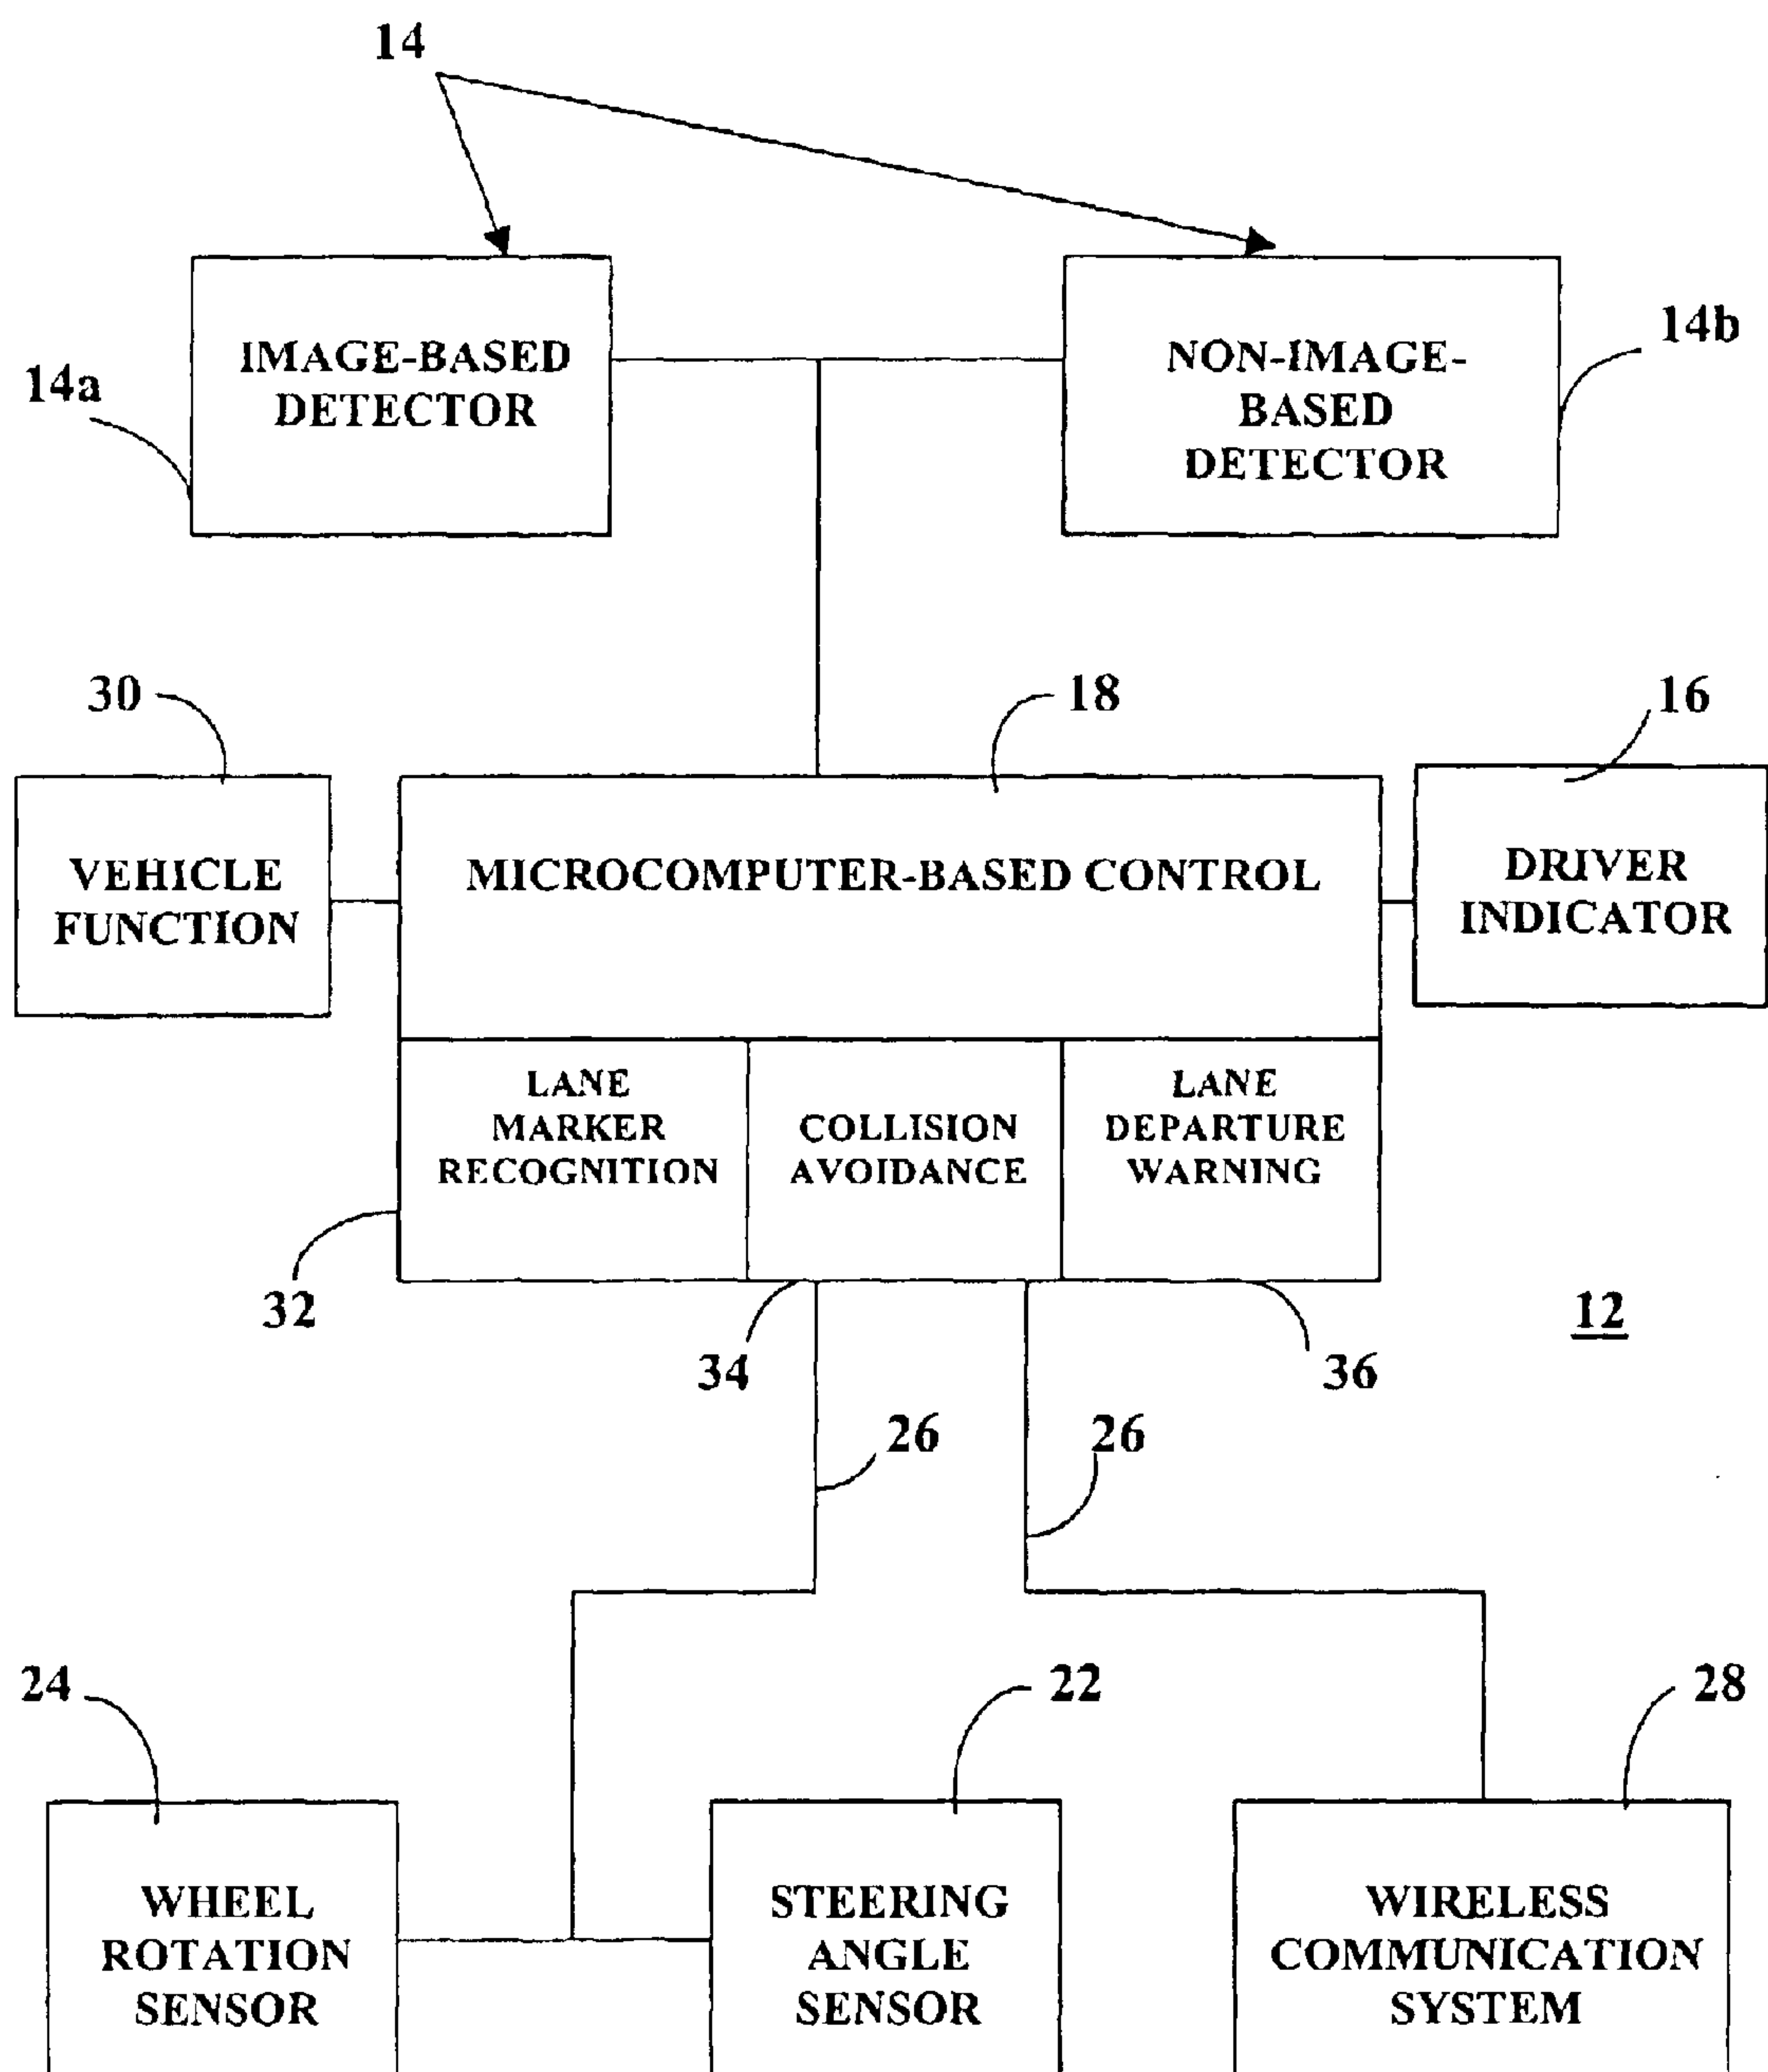 14
IMAGE-BASED
DETECTOR
14a
NON-IMAGE-
BASED
DETECTOR
14b
30
18
16
VEHICLE
FUNCTION
MICROCOMPUTER-BASED CONTROL
DRIVER
INDICATOR
LANE
MARKER
RECOGNITION
COLLISION
AVOIDANCE
LANE
DEPARTURE
WARNING
32
34
36
12
26
26
24
22
28
WHEEL
ROTATION
SENSOR
STEERING
ANGLE
SENSOR
WIRELESS
COMMUNICATION
SYSTEM